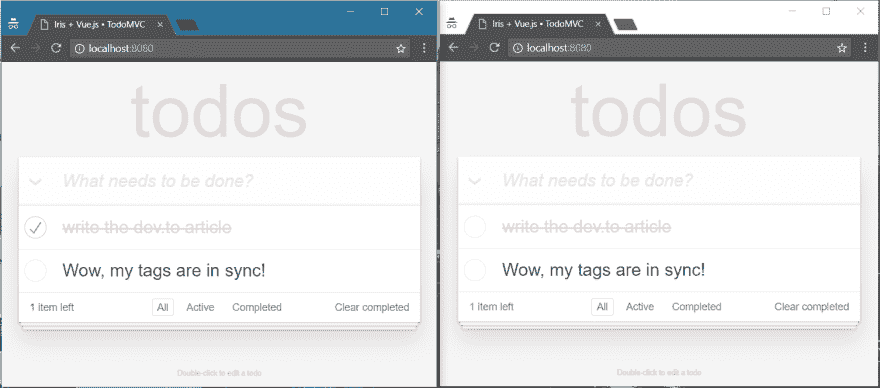 Iris + Vue.js • TodoMVC
localhost:8080
todos
What needs to be done?
write the dev.to article
Wow, my tags are in sync!
1 item left All Active Completed Clear completed
Double-click to edit a todo
Iris + Vue.js • TodoMVC
localhost:8080
todos
What needs to be done?
write the dev.to article
Wow, my tags are in sync!
1 item left All Active Completed Clear completed
Double-click to edit a todo